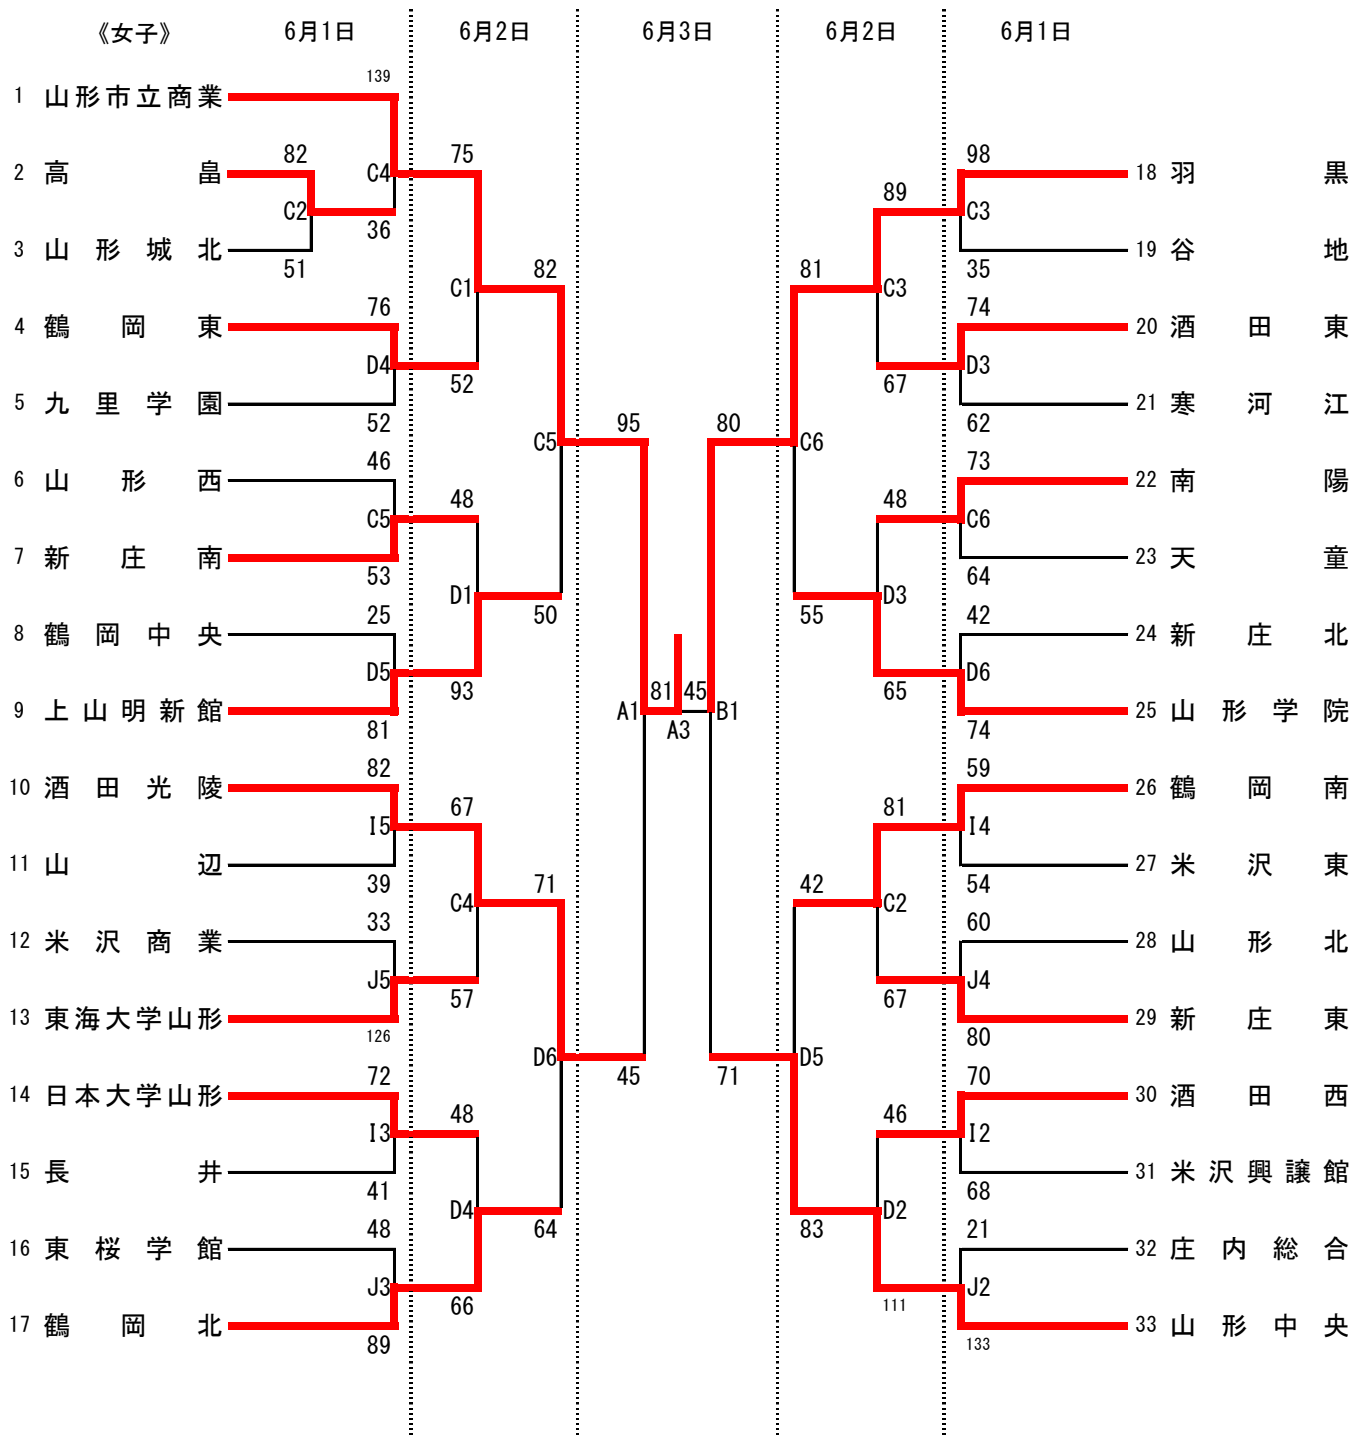 《女子》 6月1日 6月2日 6月3日 6月2日 6月1日
139
1 山形市立商業
82 75 98
2 高畠 C4 18 羽黒
89
C2 C3
36
3 山形城北 19 谷地
51 82 81 35
C1 C3
76 74
4 鶴岡東 20 酒田東
D4 D3
52 67
5 九里学園 21 寒河江
52 95 80 62
C5 C6
46 73
6 山形西 22 南陽
48 48
C5 C6
7 新庄南 23 天童
53 64
D1 D3
25 50 55 42
8 鶴岡中央 24 新庄北
D5 D6
93 81 45 65
9 上山明新館 A1 B1 25 山形学院
A3
81 74
82 59
10 酒田光陵 26 鶴岡南
67 81
I5 I4
11 山辺 27 米沢東
39 71 42 54
C4 C2
33 60
12 米沢商業 28 山形北
J5 J4
57 67
13 東海大学山形 29 新庄東
126 80
D6 D5
72 45 71 70
14 日本大学山形 30 酒田西
48 46
I3 I2
15 長井 31 米沢興譲館
41 68
D4 D2
48 64 83 21
16 東桜学館 32 庄内総合
J3 J2
66 111
17 鶴岡北 33 山形中央
89 133